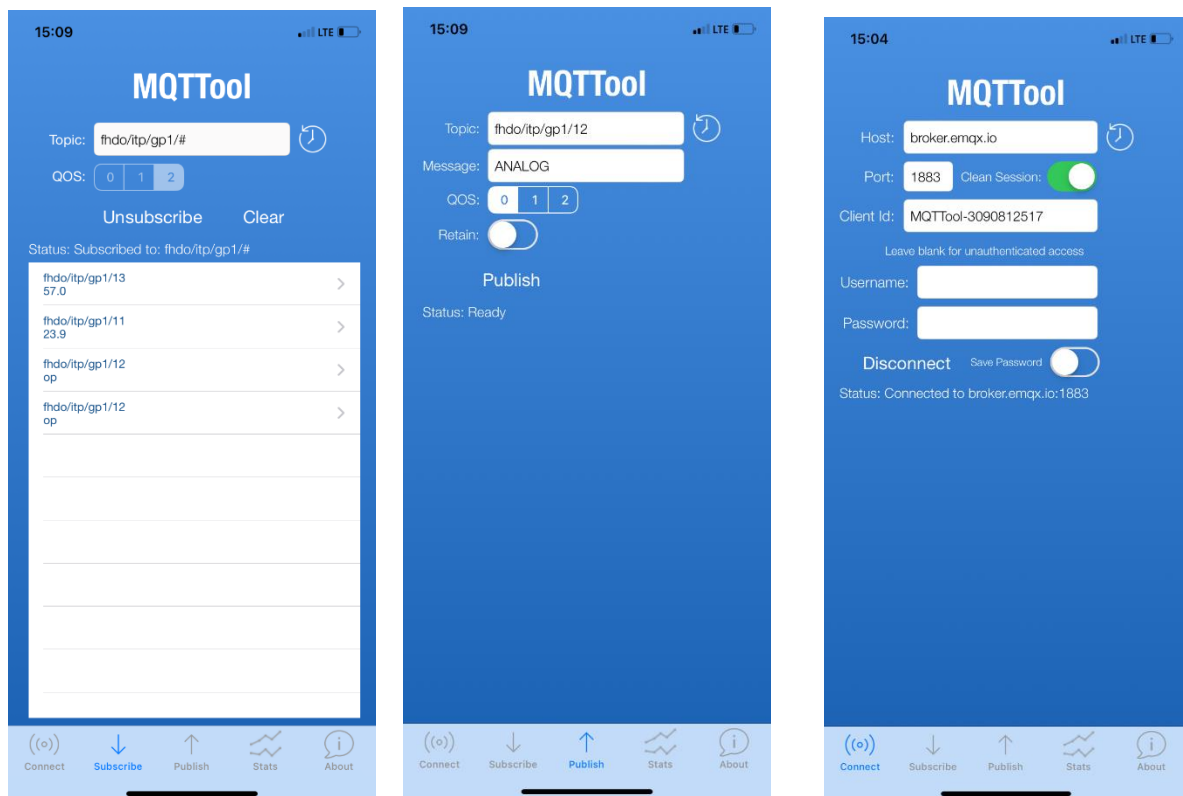 15:09
LTE
MQTTool
Topic: fhdo/itp/gp1/#
QOS: 0 1 2
Unsubscribe Clear
Status: Subscribed to: fhdo/itp/gp1/#
fhdo/itp/gp1/13
57.0
fhdo/itp/gp1/11
23.9
fhdo/itp/gp1/12
op
fhdo/itp/gp1/12
op
Connect Subscribe Publish Stats About
15:09
LTE
MQTTool
Topic: fhdo/itp/gp1/12
Message: ANALOG
QOS: 0 1 2
Retain:
Publish
Status: Ready
Connect Subscribe Publish Stats About
15:04
LTE
MQTTool
Host: broker.emqx.io
Port: 1883 Clean Session:
Client Id: MQTTool-3090812517
Leave blank for unauthenticated access
Username:
Password:
Disconnect Save Password
Status: Connected to broker.emqx.io:1883
Connect Subscribe Publish Stats About